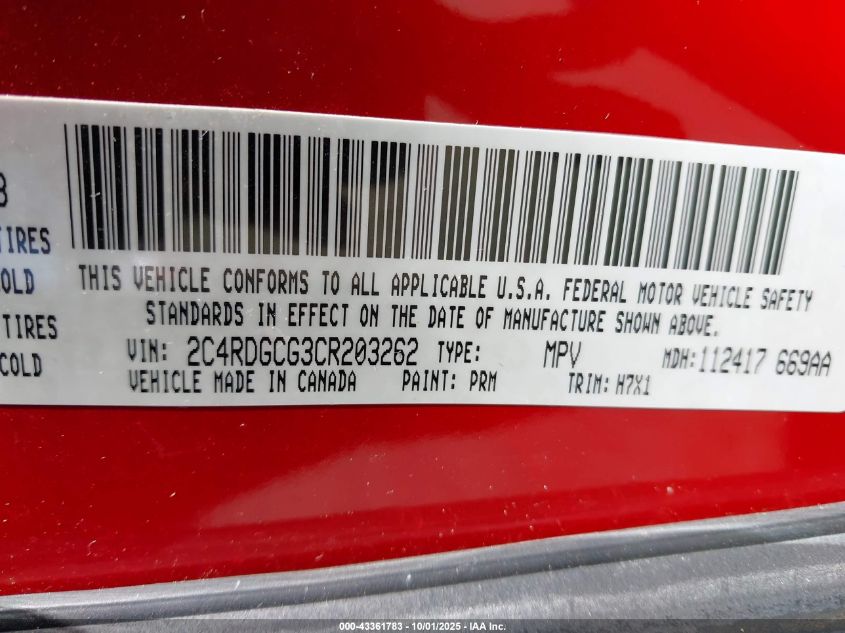 3
TIRES
COLD
TIRES
COLD
THIS VEHICLE CONFORMS TO ALL APPLICABLE U.S.A. FEDERAL MOTOR VEHICLE SAFETY
STANDARDS IN EFFECT ON THE DATE OF MANUFACTURE SHOWN ABOVE.
VIN: 2C4RDGCG3CR203262 TYPE: MPV MDH: 112417 669AA
VEHICLE MADE IN CANADA PAINT: PRM TRIM: H7X1
000-43361783 - 10/01/2025 - IAA Inc.